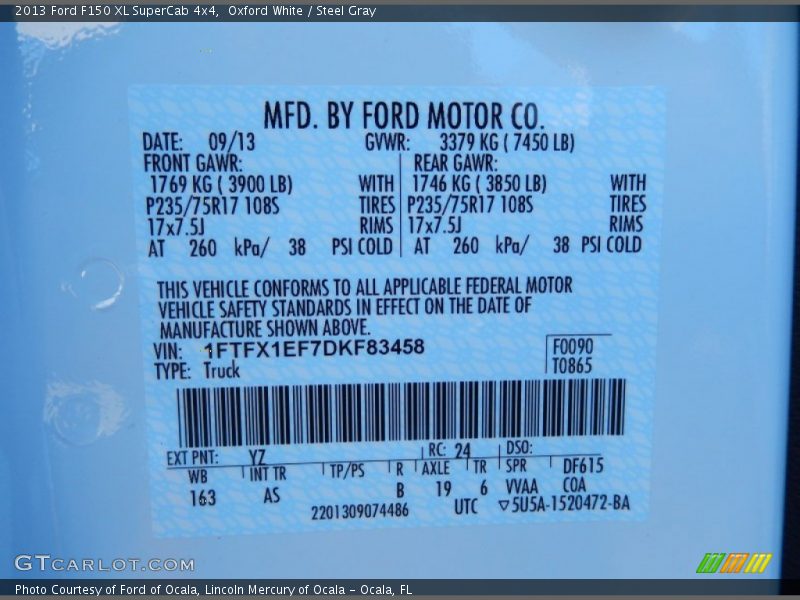 2013 Ford F150 XL SuperCab 4x4,  Oxford White / Steel Gray
MFD. BY FORD MOTOR CO.
DATE: 09/13 GVWR: 3379 KG ( 7450 LB)
FRONT GAWR: REAR GAWR:
1769 KG ( 3900 LB) WITH 1746 KG ( 3850 LB) WITH
P235/75R17 108S TIRES P235/75R17 108S TIRES
17x7.5J RIMS 17x7.5J RIMS
AT 260 kPa/ 38 PSI COLD AT 260 kPa/ 38 PSI COLD
THIS VEHICLE CONFORMS TO ALL APPLICABLE FEDERAL MOTOR
VEHICLE SAFETY STANDARDS IN EFFECT ON THE DATE OF
MANUFACTURE SHOWN ABOVE.
VIN: 1FTFX1EF7DKF83458 F0090
TYPE: Truck T0865
EXT PNT: YZ RC: 24 DSO:
WB INT TR TP/PS R AXLE TR SPR DF615
163 AS B 19 6 VVAA COA
2201309074486 UTC ▽5U5A-1520472-BA
GTCARLOT.COM
Photo Courtesy of Ford of Ocala, Lincoln Mercury of Ocala – Ocala, FL